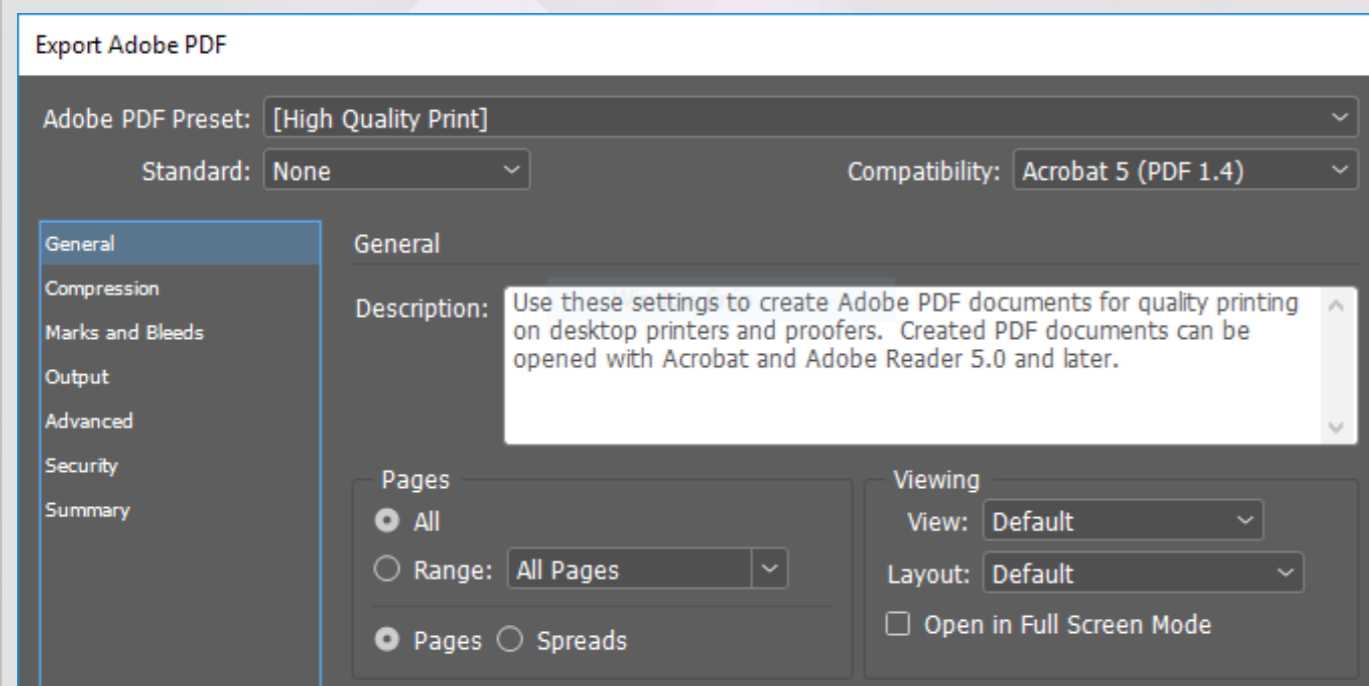 Export Adobe PDF
Adobe PDF Preset: [High Quality Print]
Standard: None
Compatibility: Acrobat 5 (PDF 1.4)
General
Compression
Marks and Bleeds
Output
Advanced
Security
Summary
General
Description: Use these settings to create Adobe PDF documents for quality printing
on desktop printers and proofers.  Created PDF documents can be
opened with Acrobat and Adobe Reader 5.0 and later.
Pages
All
Range: All Pages
Pages
Spreads
Viewing
View: Default
Layout: Default
Open in Full Screen Mode